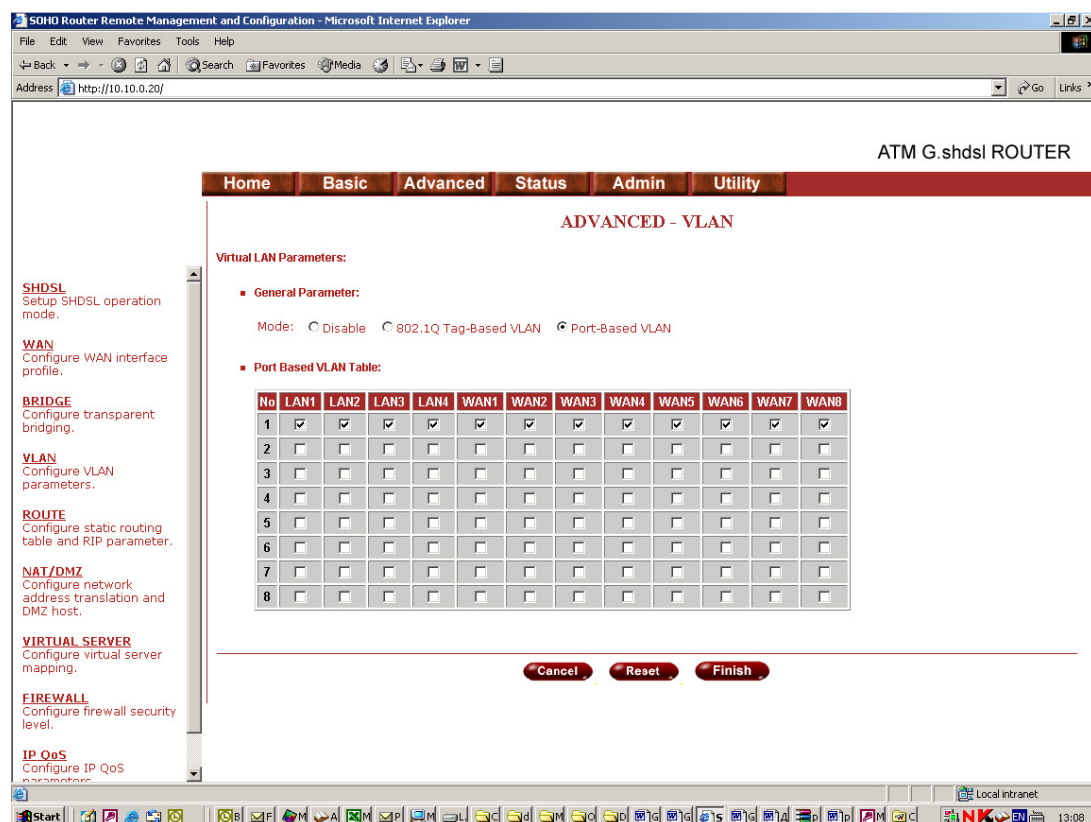 SOHO Router Remote Management and Configuration - Microsoft Internet Explorer
File Edit View Favorites Tools Help
Back Search Favorites Media
Address http://10.10.0.20/ Go Links
ATM G.shdsl ROUTER
Home Basic Advanced Status Admin Utility
ADVANCED - VLAN
Virtual LAN Parameters:
General Parameter:
Mode: Disable 802.1Q Tag-Based VLAN Port-Based VLAN
Port Based VLAN Table:
No LAN1 LAN2 LAN3 LAN4 WAN1 WAN2 WAN3 WAN4 WAN5 WAN6 WAN7 WAN8
1
2
3
4
5
6
7
8
Cancel Reset Finish
SHDSL
Setup SHDSL operation
mode.
WAN
Configure WAN interface
profile.
BRIDGE
Configure transparent
bridging.
VLAN
Configure VLAN
parameters.
ROUTE
Configure static routing
table and RIP parameter.
NAT/DMZ
Configure network
address translation and
DMZ host.
VIRTUAL SERVER
Configure virtual server
mapping.
FIREWALL
Configure firewall security
level.
IP QoS
Configure IP QoS
parameters
Local intranet
Start EN 13:08